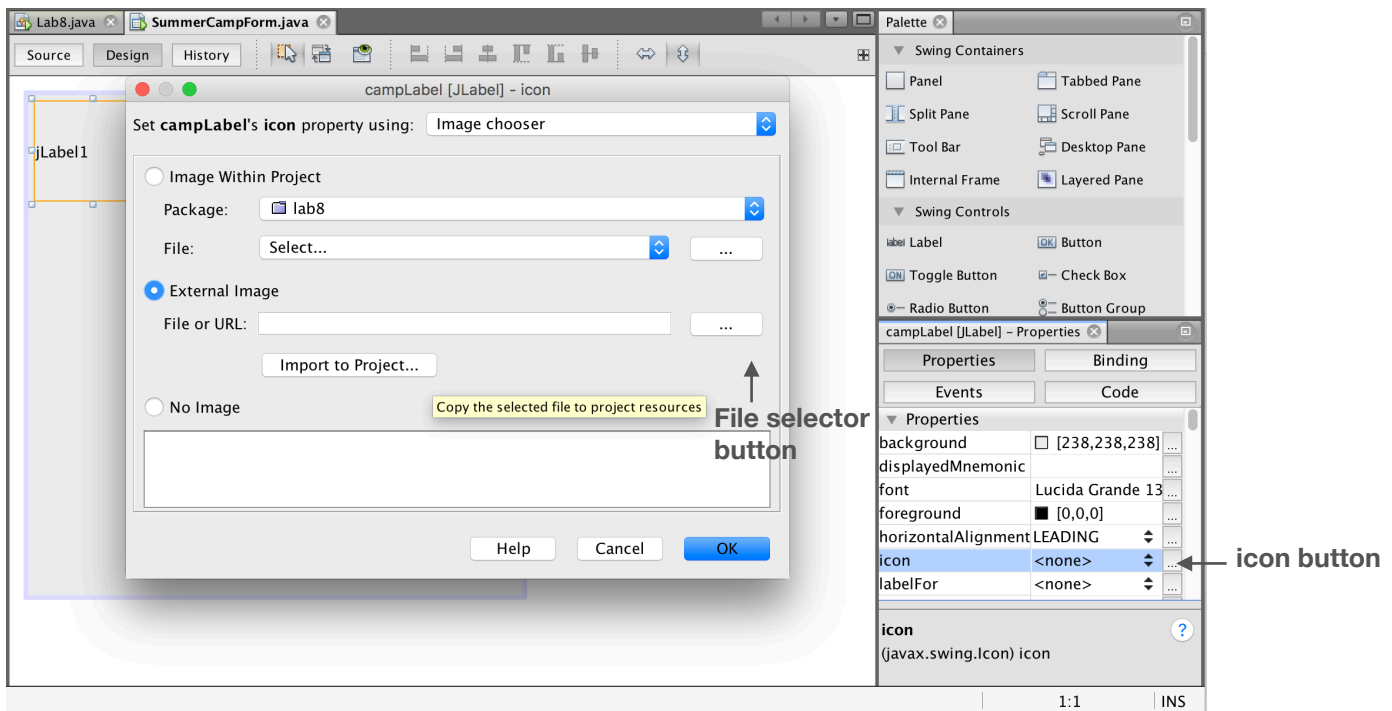 Lab8.java
SummerCampForm.java
Source
Design
History
jLabel1
campLabel [JLabel] - icon
Set campLabel's icon property using:
Image chooser
Image Within Project
Package:
lab8
File:
Select...
...
External Image
File or URL:
...
Import to Project...
Copy the selected file to project resources
No Image
File selector
button
Help
Cancel
OK
Palette
Swing Containers
Panel
Tabbed Pane
Split Pane
Scroll Pane
Tool Bar
Desktop Pane
Internal Frame
Layered Pane
Swing Controls
label Label
OK Button
ON Toggle Button
Check Box
Radio Button
Button Group
campLabel [JLabel] - Properties
Properties
Binding
Events
Code
Properties
background
[238,238,238]
...
displayedMnemonic
...
font
Lucida Grande 13
...
foreground
[0,0,0]
...
horizontalAlignment
LEADING
...
icon
<none>
...
icon button
labelFor
<none>
...
icon
?
(javax.swing.Icon) icon
1:1
INS